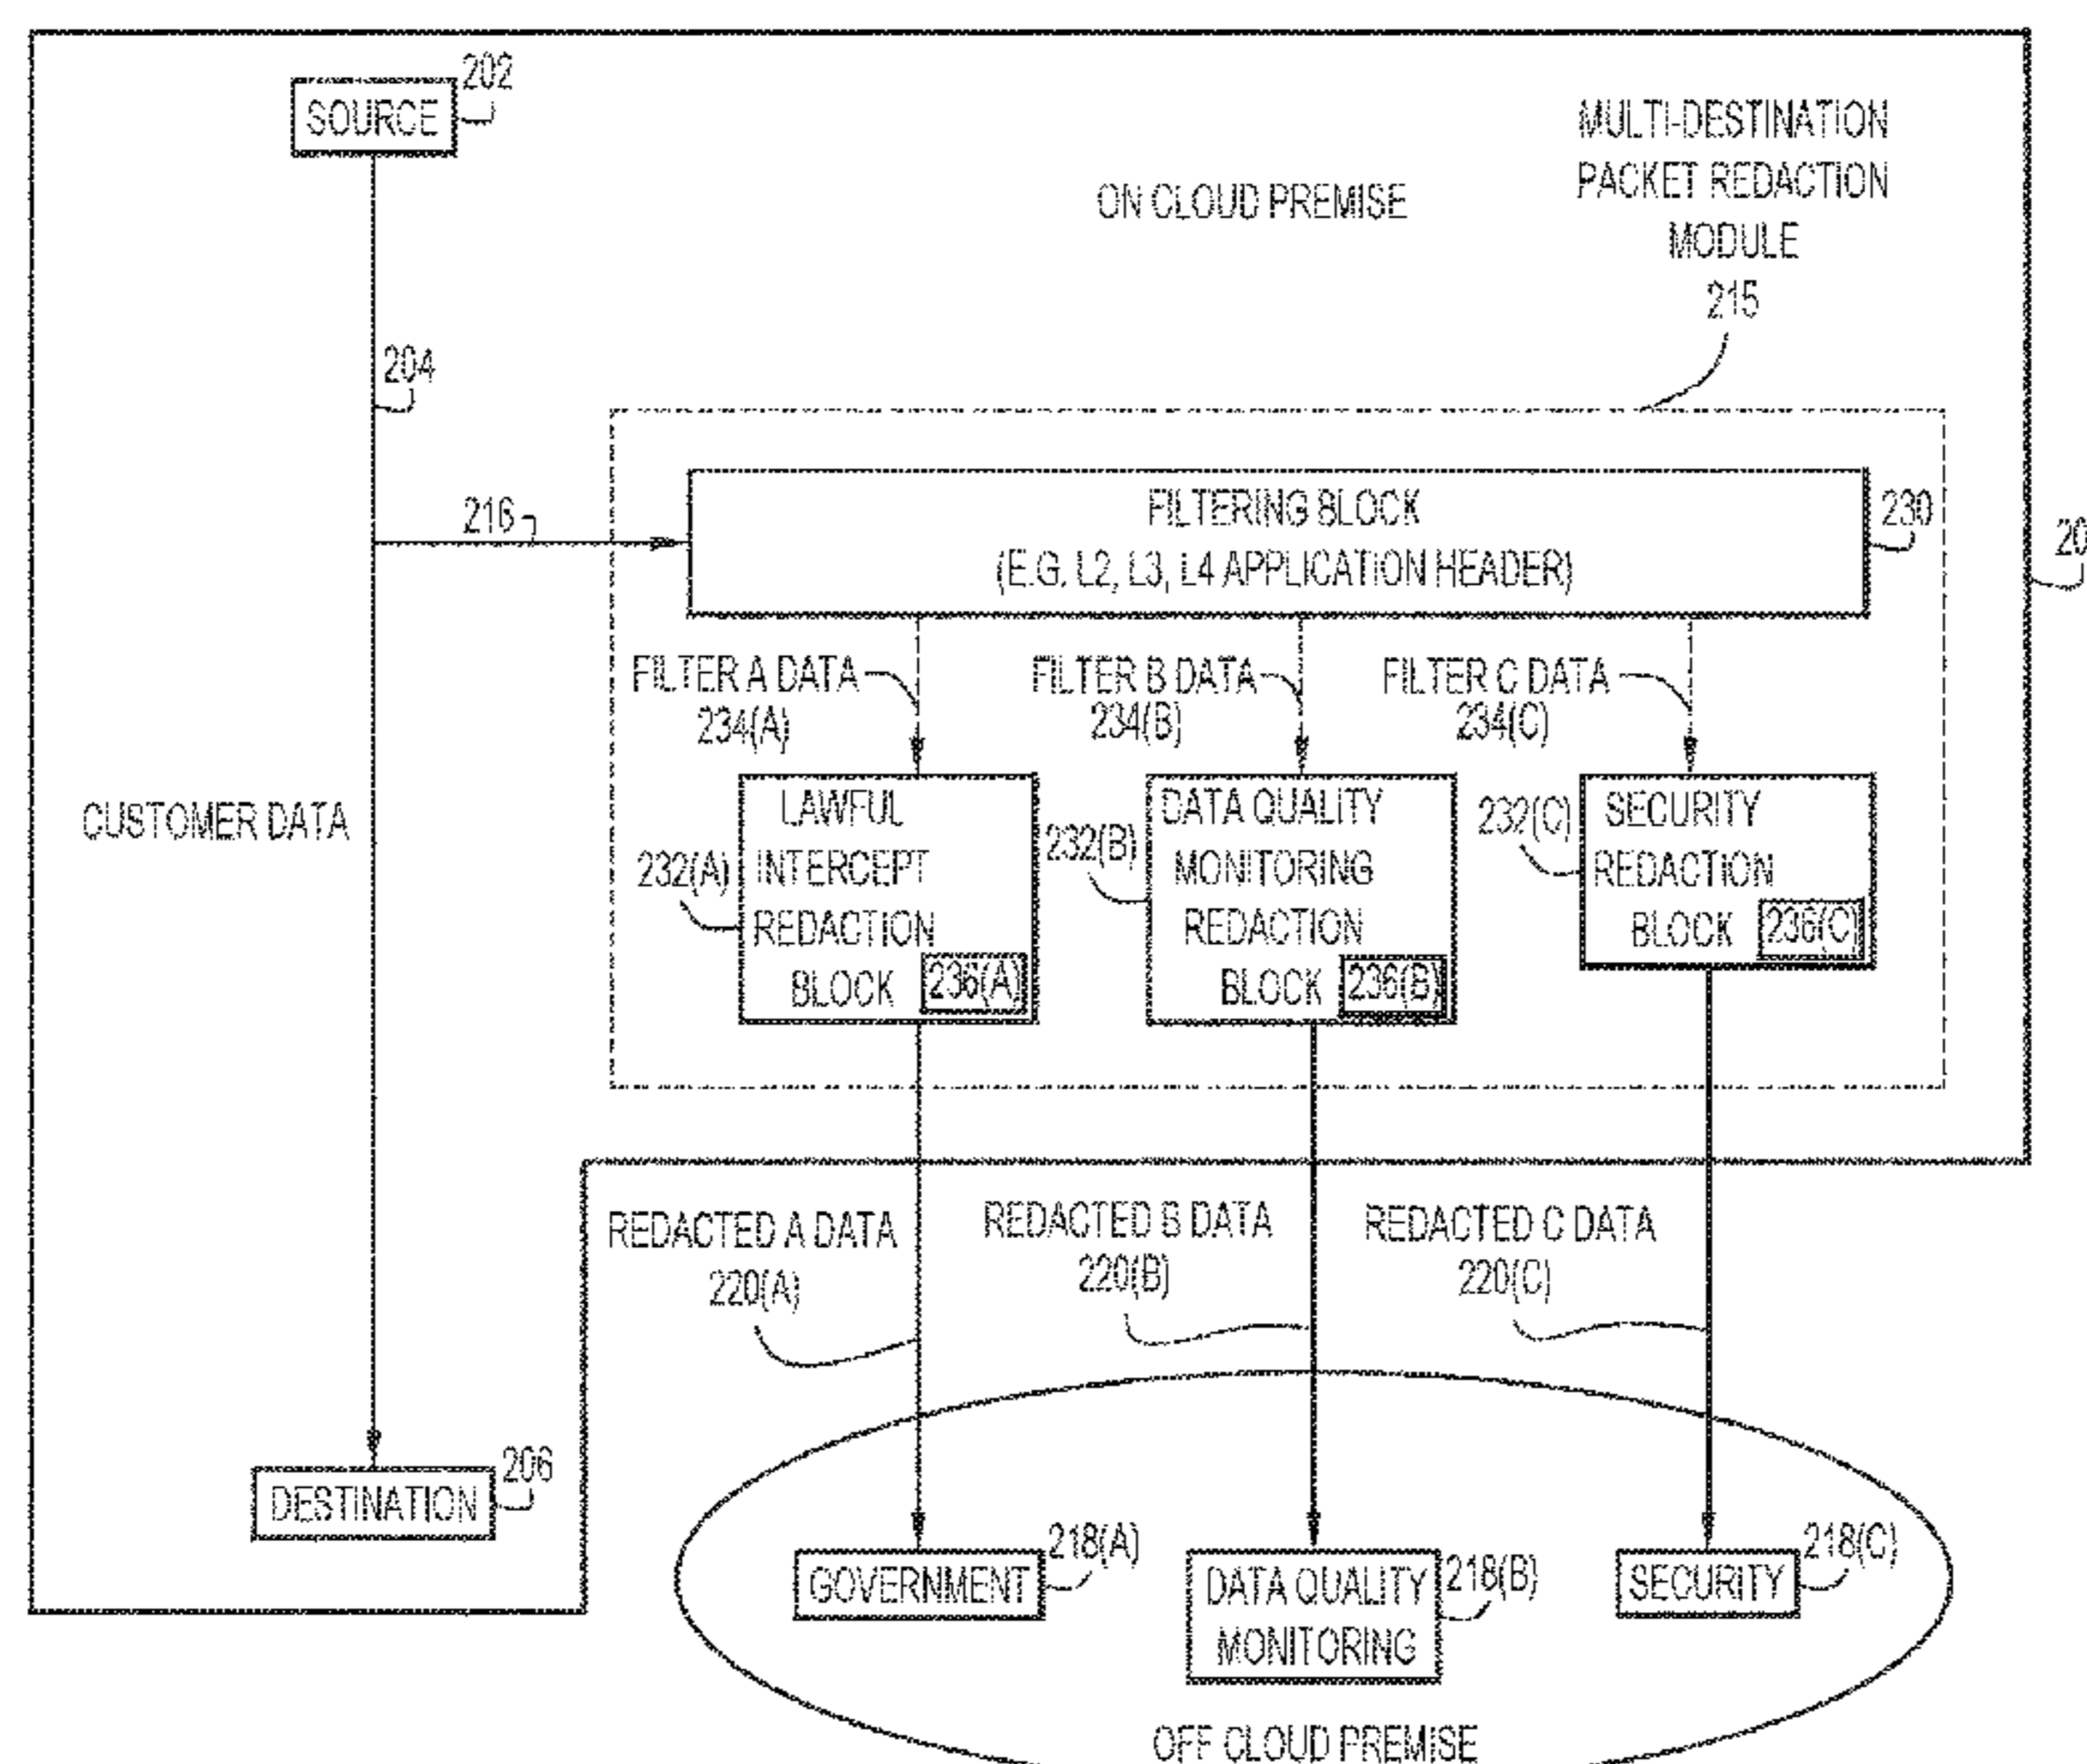 SOURCE
202
ON CLOUD PREMISE
MULTI-DESTINATION
PACKET REDACTION
MODULE
215
204
216
FILTERING BLOCK
(E.G. L2, L3, L4 APPLICATION HEADER)
230
20
FILTER A DATA
234(A)
FILTER B DATA
234(B)
FILTER C DATA
234(C)
CUSTOMER DATA
232(A)
LAWFUL
INTERCEPT
REDACTION
BLOCK
236(A)
232(B)
DATA QUALITY
MONITORING
REDACTION
BLOCK
236(B)
232(C)
SECURITY
REDACTION
BLOCK
236(C)
REDACTED A DATA
220(A)
REDACTED B DATA
220(B)
REDACTED C DATA
220(C)
DESTINATION
206
GOVERNMENT
218(A)
DATA QUALITY
MONITORING
218(B)
SECURITY
218(C)
OFF CLOUD PREMISE